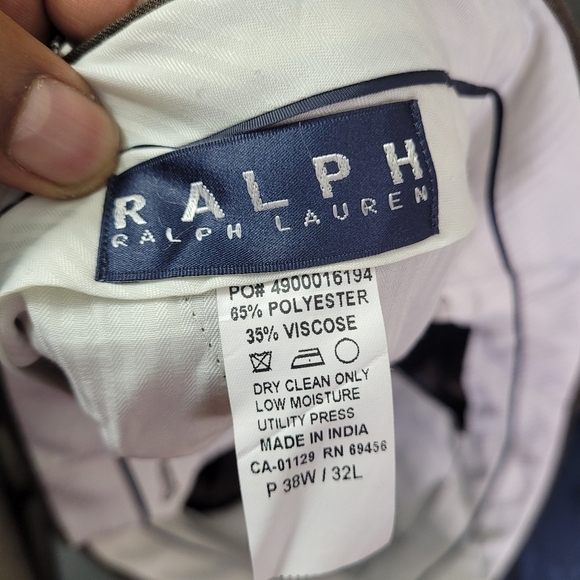 RALPH
RALPH LAUREN
PO# 4900016194
65% POLYESTER
35% VISCOSE
DRY CLEAN ONLY
LOW MOISTURE
UTILITY PRESS
MADE IN INDIA
CA-01129 RN 69456
P 38W / 32L